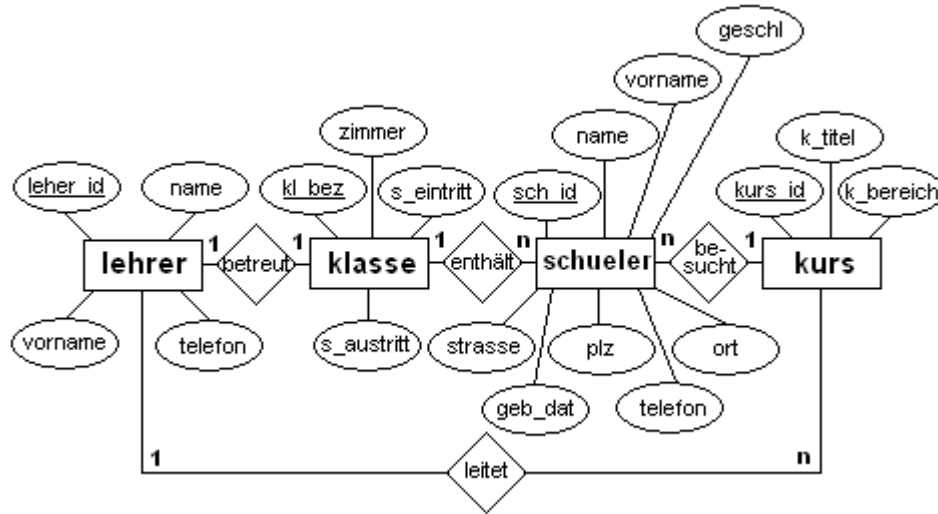 geschl
vorname
zimmer
name
k_titel
leher_id
name
kl_bez
s_eintritt
sch_id
kurs_id
k_bereich
lehrer
1
betreut
1
klasse
1
enthält
n
schueler
n
be-
sucht
1
kurs
vorname
telefon
s_austritt
strasse
plz
ort
geb_dat
telefon
1
leitet
n